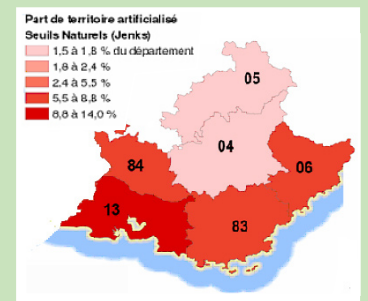 Part de territoire artificialisé
Seuils Naturels (Jenks)
1,5 à 1,8 % du département
1,8 à 2,4 %
2,4 à 5,5 %
5,5 à 8,8 %
8,8 à 14,0 %
05
04
84
06
13
83